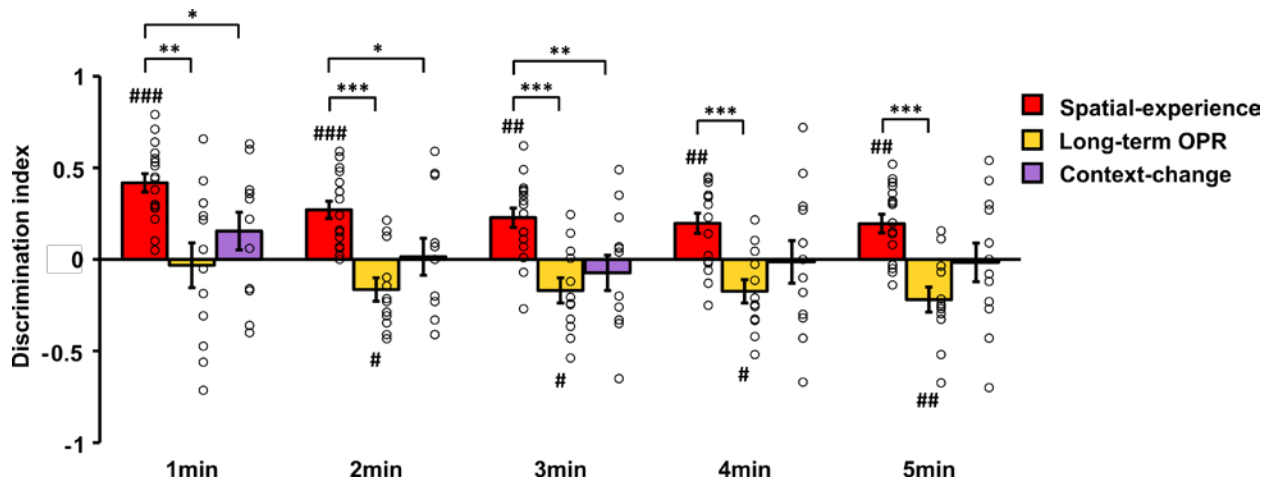 *
**
*
**
***
***
***
***
###
###
##
##
##
1
0.5
0
-0.5
-1
Discrimination index
#
#
#
##
1min
2min
3min
4min
5min
Spatial-experience
Long-term OPR
Context-change